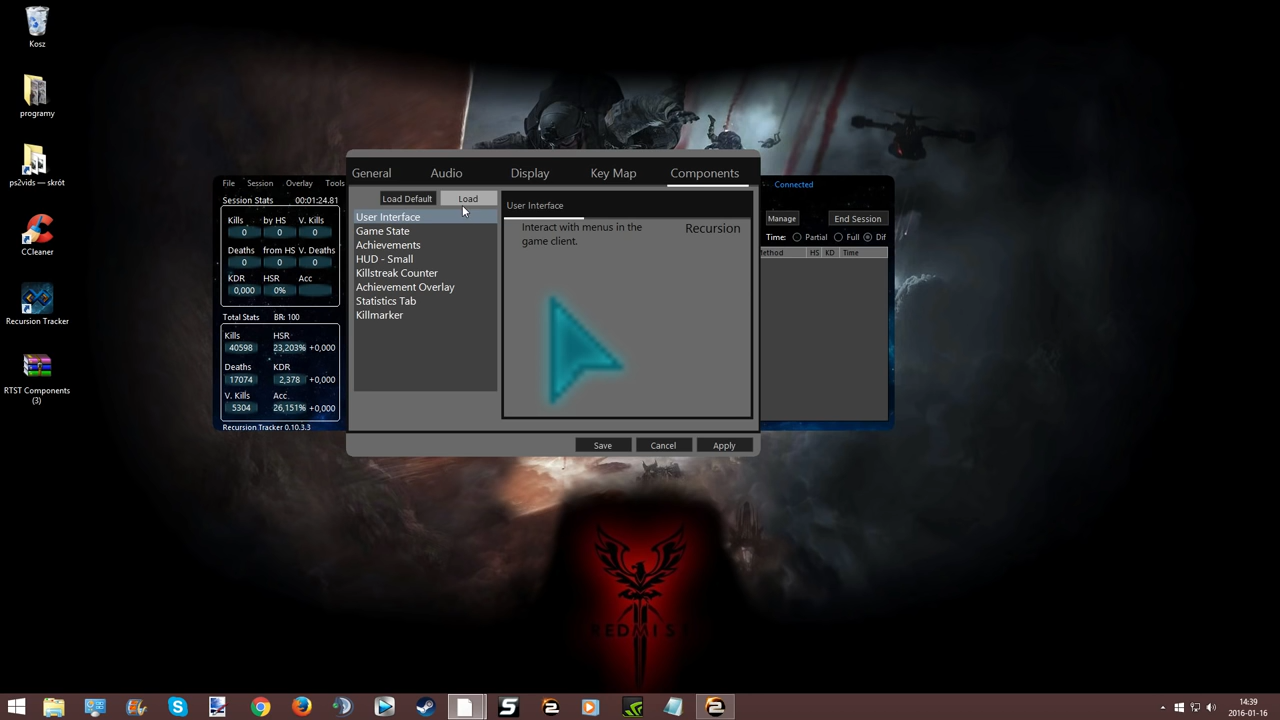 Kosz
programy
ps2vids — skrót
CCleaner
Recursion Tracker
RTST Components
(3)
File Session Overlay Tools
Session Stats 00:01:24.81
Kills by HS V. Kills
0 0 0
Deaths from HS V. Deaths
0 0 0
KDR HSR Acc
0,000 0%
Total Stats BR: 100
Kills HSR
40598 23,203% +0,000
Deaths KDR
17074 2,378 +0,000
V. Kills Acc.
5304 26,151% +0,000
Recursion Tracker 0.10.3.3
General Audio Display Key Map Components
Load Default Load
User Interface
Game State
Achievements
HUD - Small
Killstreak Counter
Achievement Overlay
Statistics Tab
Killmarker
User Interface
Interact with menus in the
game client.
Recursion
Save Cancel Apply
Connected
Manage End Session
Time: Partial Full Dif
Method HS KD Time
REDMIST
14:39
2016-01-16